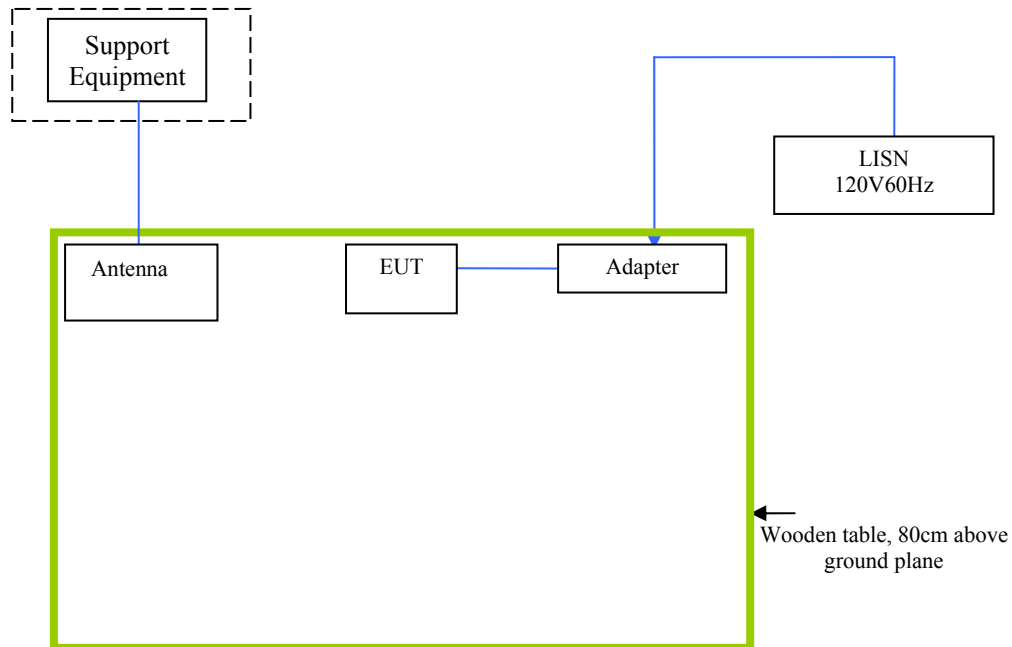 Support
Equipment
LISN
120V60Hz
Antenna
EUT
Adapter
Wooden table, 80cm above
ground plane